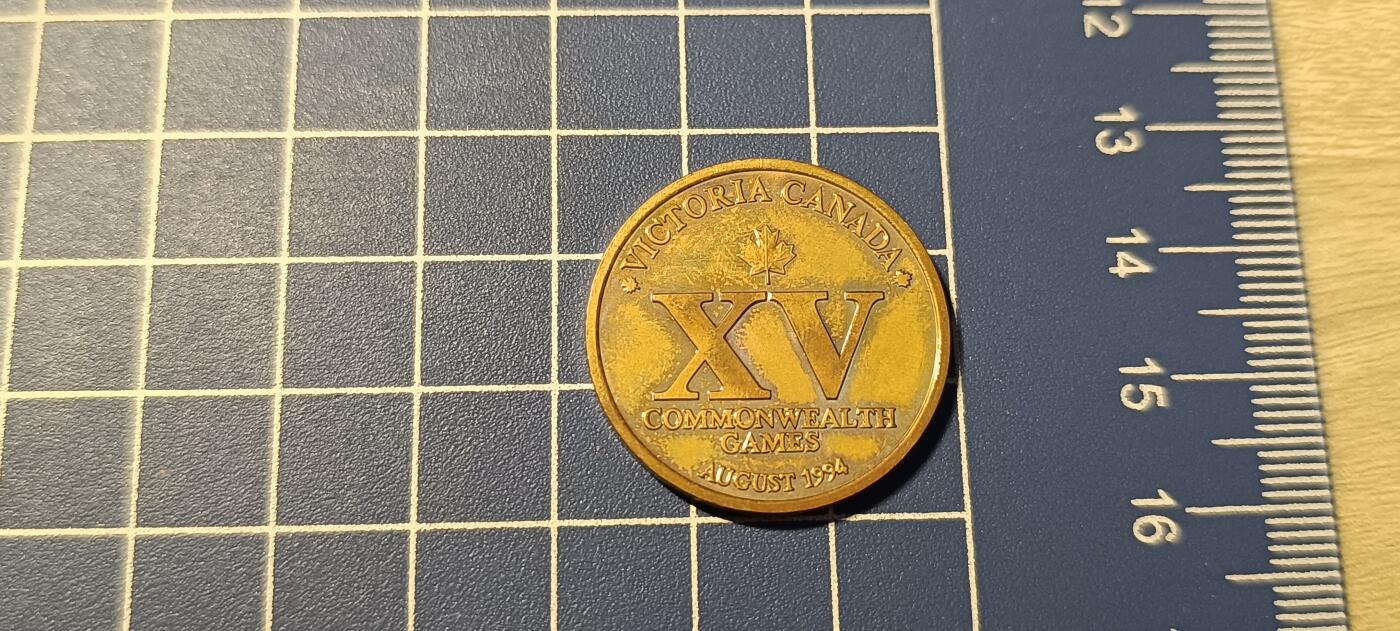 VICTORIA CANADA
XV
COMMONWEALTH
GAMES
AUGUST 1994
12
13
14
15
16